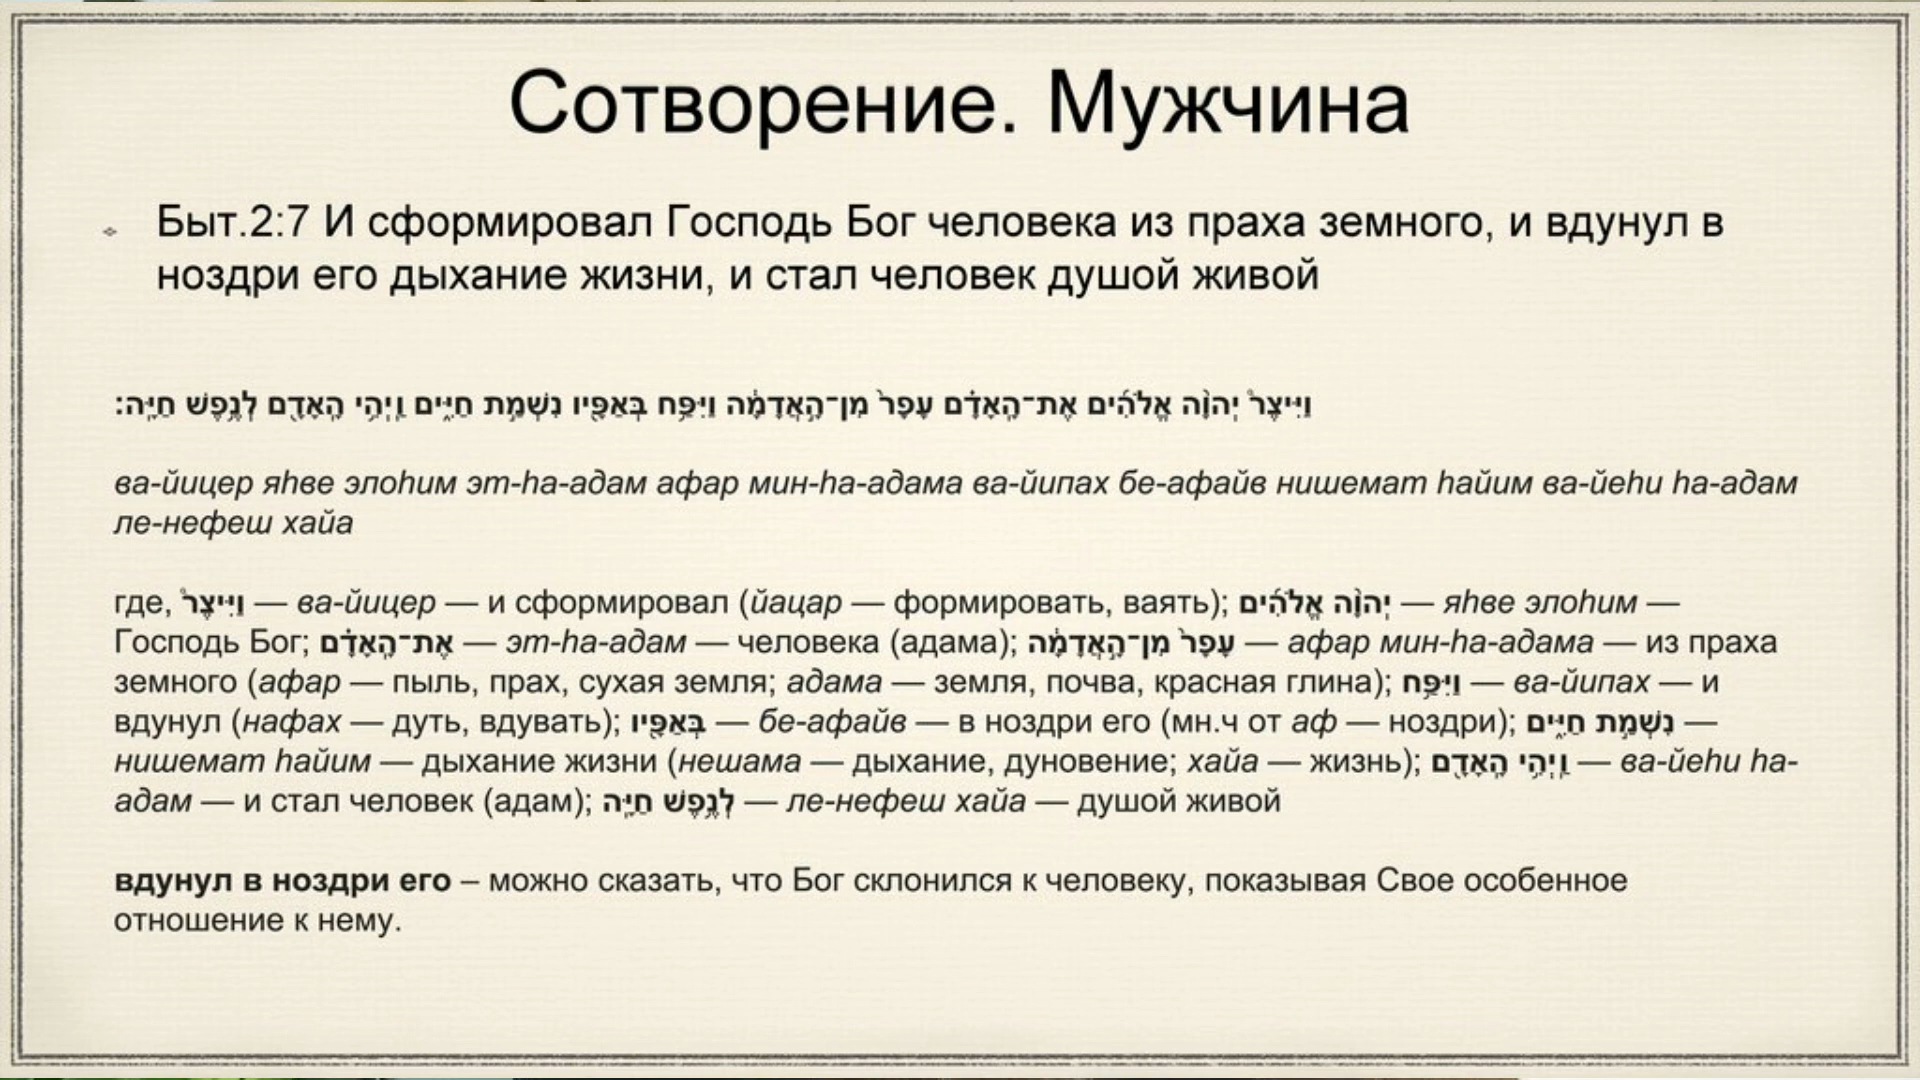 Сотворение. Мужчина
Быт.2:7 И сформировал Господь Бог человека из праха земного, и вдунул в
ноздри его дыхание жизни, и стал человек душой живой
וַיִּיצֶר֩ יְהוָ֨ה אֱלֹהִ֜ים אֶת־הָֽאָדָ֗ם עָפָר֙ מִן־הָ֣אֲדָמָ֔ה וַיִּפַּ֥ח בְּאַפָּ֖יו נִשְׁמַ֣ת חַיִּ֑ים וַֽיְהִ֥י הָֽאָדָ֖ם לְנֶ֥פֶשׁ חַיָּֽה׃
ва-йицер яhве элоhим эт-hа-адам афар мин-hа-адама ва-йипах бе-афайв нишемат hайим ва-йеhи hа-адам
ле-нефеш хайа
где, וַיִּיצֶר֩ — ва-йицер — и сформировал (йацар — формировать, ваять); יְהוָ֨ה אֱלֹהִ֜ים — яhве элоhим —
Господь Бог; אֶת־הָֽאָדָ֗ם — эт-hа-адам — человека (адама); עָפָר֙ מִן־הָ֣אֲדָמָ֔ה — афар мин-hа-адама — из праха
земного (афар — пыль, прах, сухая земля; адама — земля, почва, красная глина); וַיִּפַּ֥ח — ва-йипах — и
вдунул (нафах — дуть, вдувать); בְּאַפָּ֖יו — бе-афайв — в ноздри его (мн.ч от аф — ноздри); נִשְׁמַ֣ת חַיִּ֑ים —
нишемат hайим — дыхание жизни (нешама — дыхание, дуновение; хайа — жизнь); וַֽיְהִ֥י הָֽאָדָ֖ם — ва-йеhи hа-
адам — и стал человек (адам); לְנֶ֥פֶשׁ חַיָּֽה — ле-нефеш хайа — душой живой
вдунул в ноздри его – можно сказать, что Бог склонился к человеку, показывая Свое особенное
отношение к нему.